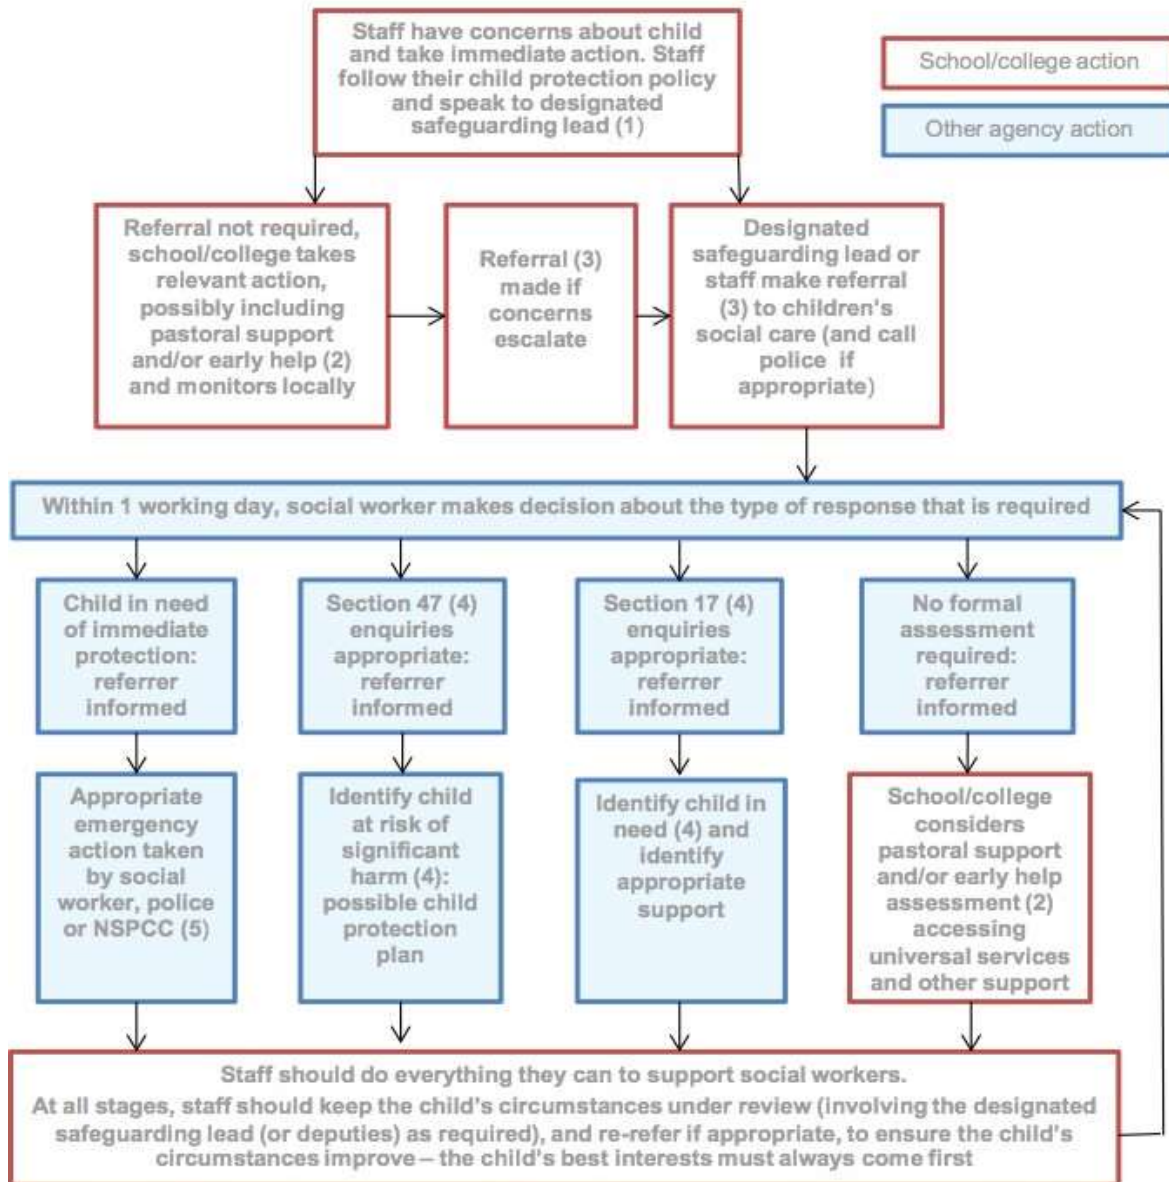 Staff have concerns about child
and take immediate action. Staff
follow their child protection policy
and speak to designated
safeguarding lead (1)
School/college action
Other agency action
Referral not required,
school/college takes
relevant action,
possibly including
pastoral support
and/or early help (2)
and monitors locally
Referral (3)
made if
concerns
escalate
Designated
safeguarding lead or
staff make referral
(3) to children's
social care (and call
police if
appropriate)
Within 1 working day, social worker makes decision about the type of response that is required
Child in need
of immediate
protection:
referrer
informed
Section 47 (4)
enquiries
appropriate:
referrer
informed
Section 17 (4)
enquiries
appropriate:
referrer
informed
No formal
assessment
required:
referrer
informed
Appropriate
emergency
action taken
by social
worker, police
or NSPCC (5)
Identify child
at risk of
significant
harm (4):
possible child
protection
plan
Identify child in
need (4) and
identify
appropriate
support
School/college
considers
pastoral support
and/or early help
assessment (2)
accessing
universal services
and other support
Staff should do everything they can to support social workers.
At all stages, staff should keep the child's circumstances under review (involving the designated
safeguarding lead (or deputies) as required), and re-refer if appropriate, to ensure the child's
circumstances improve – the child's best interests must always come first